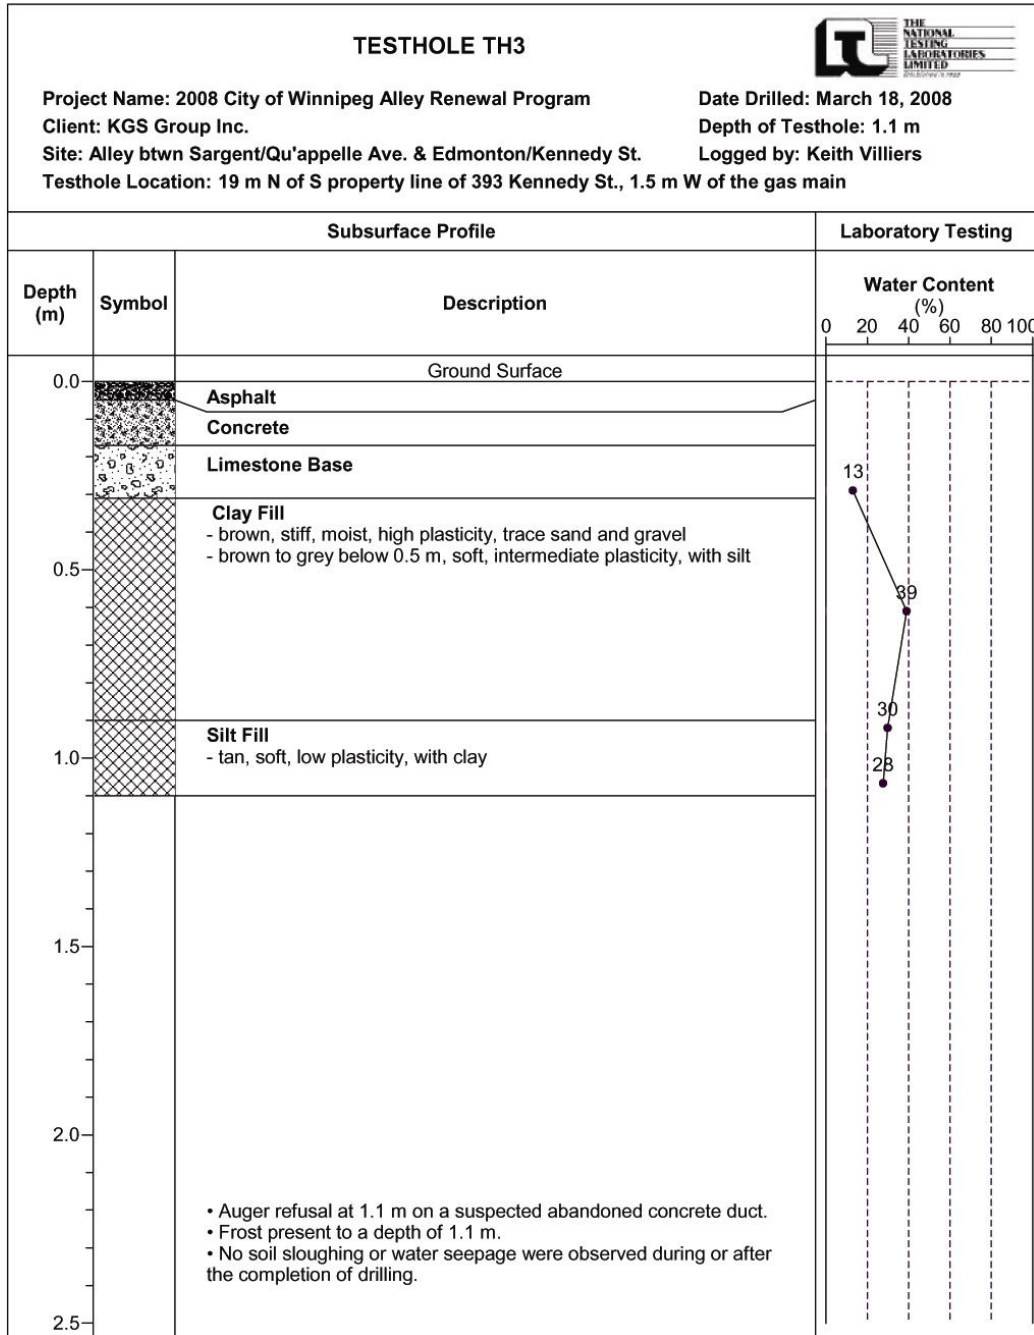 TESTHOLE TH3
THE
NATIONAL
TESTING
LABORATORIES
LIMITED
Project Name: 2008 City of Winnipeg Alley Renewal Program
Date Drilled: March 18, 2008
Client: KGS Group Inc.
Depth of Testhole: 1.1 m
Site: Alley btwn Sargent/Qu'appelle Ave. & Edmonton/Kennedy St.
Logged by: Keith Villiers
Testhole Location: 19 m N of S property line of 393 Kennedy St., 1.5 m W of the gas main
Subsurface Profile
Laboratory Testing
Depth
(m)
Symbol
Description
Water Content
(%)
0 20 40 60 80 100
Ground Surface
0.0
Asphalt
Concrete
Limestone Base
13
Clay Fill
- brown, stiff, moist, high plasticity, trace sand and gravel
- brown to grey below 0.5 m, soft, intermediate plasticity, with silt
0.5
39
30
Silt Fill
- tan, soft, low plasticity, with clay
1.0
28
1.5
2.0
• Auger refusal at 1.1 m on a suspected abandoned concrete duct.
• Frost present to a depth of 1.1 m.
• No soil sloughing or water seepage were observed during or after
the completion of drilling.
2.5